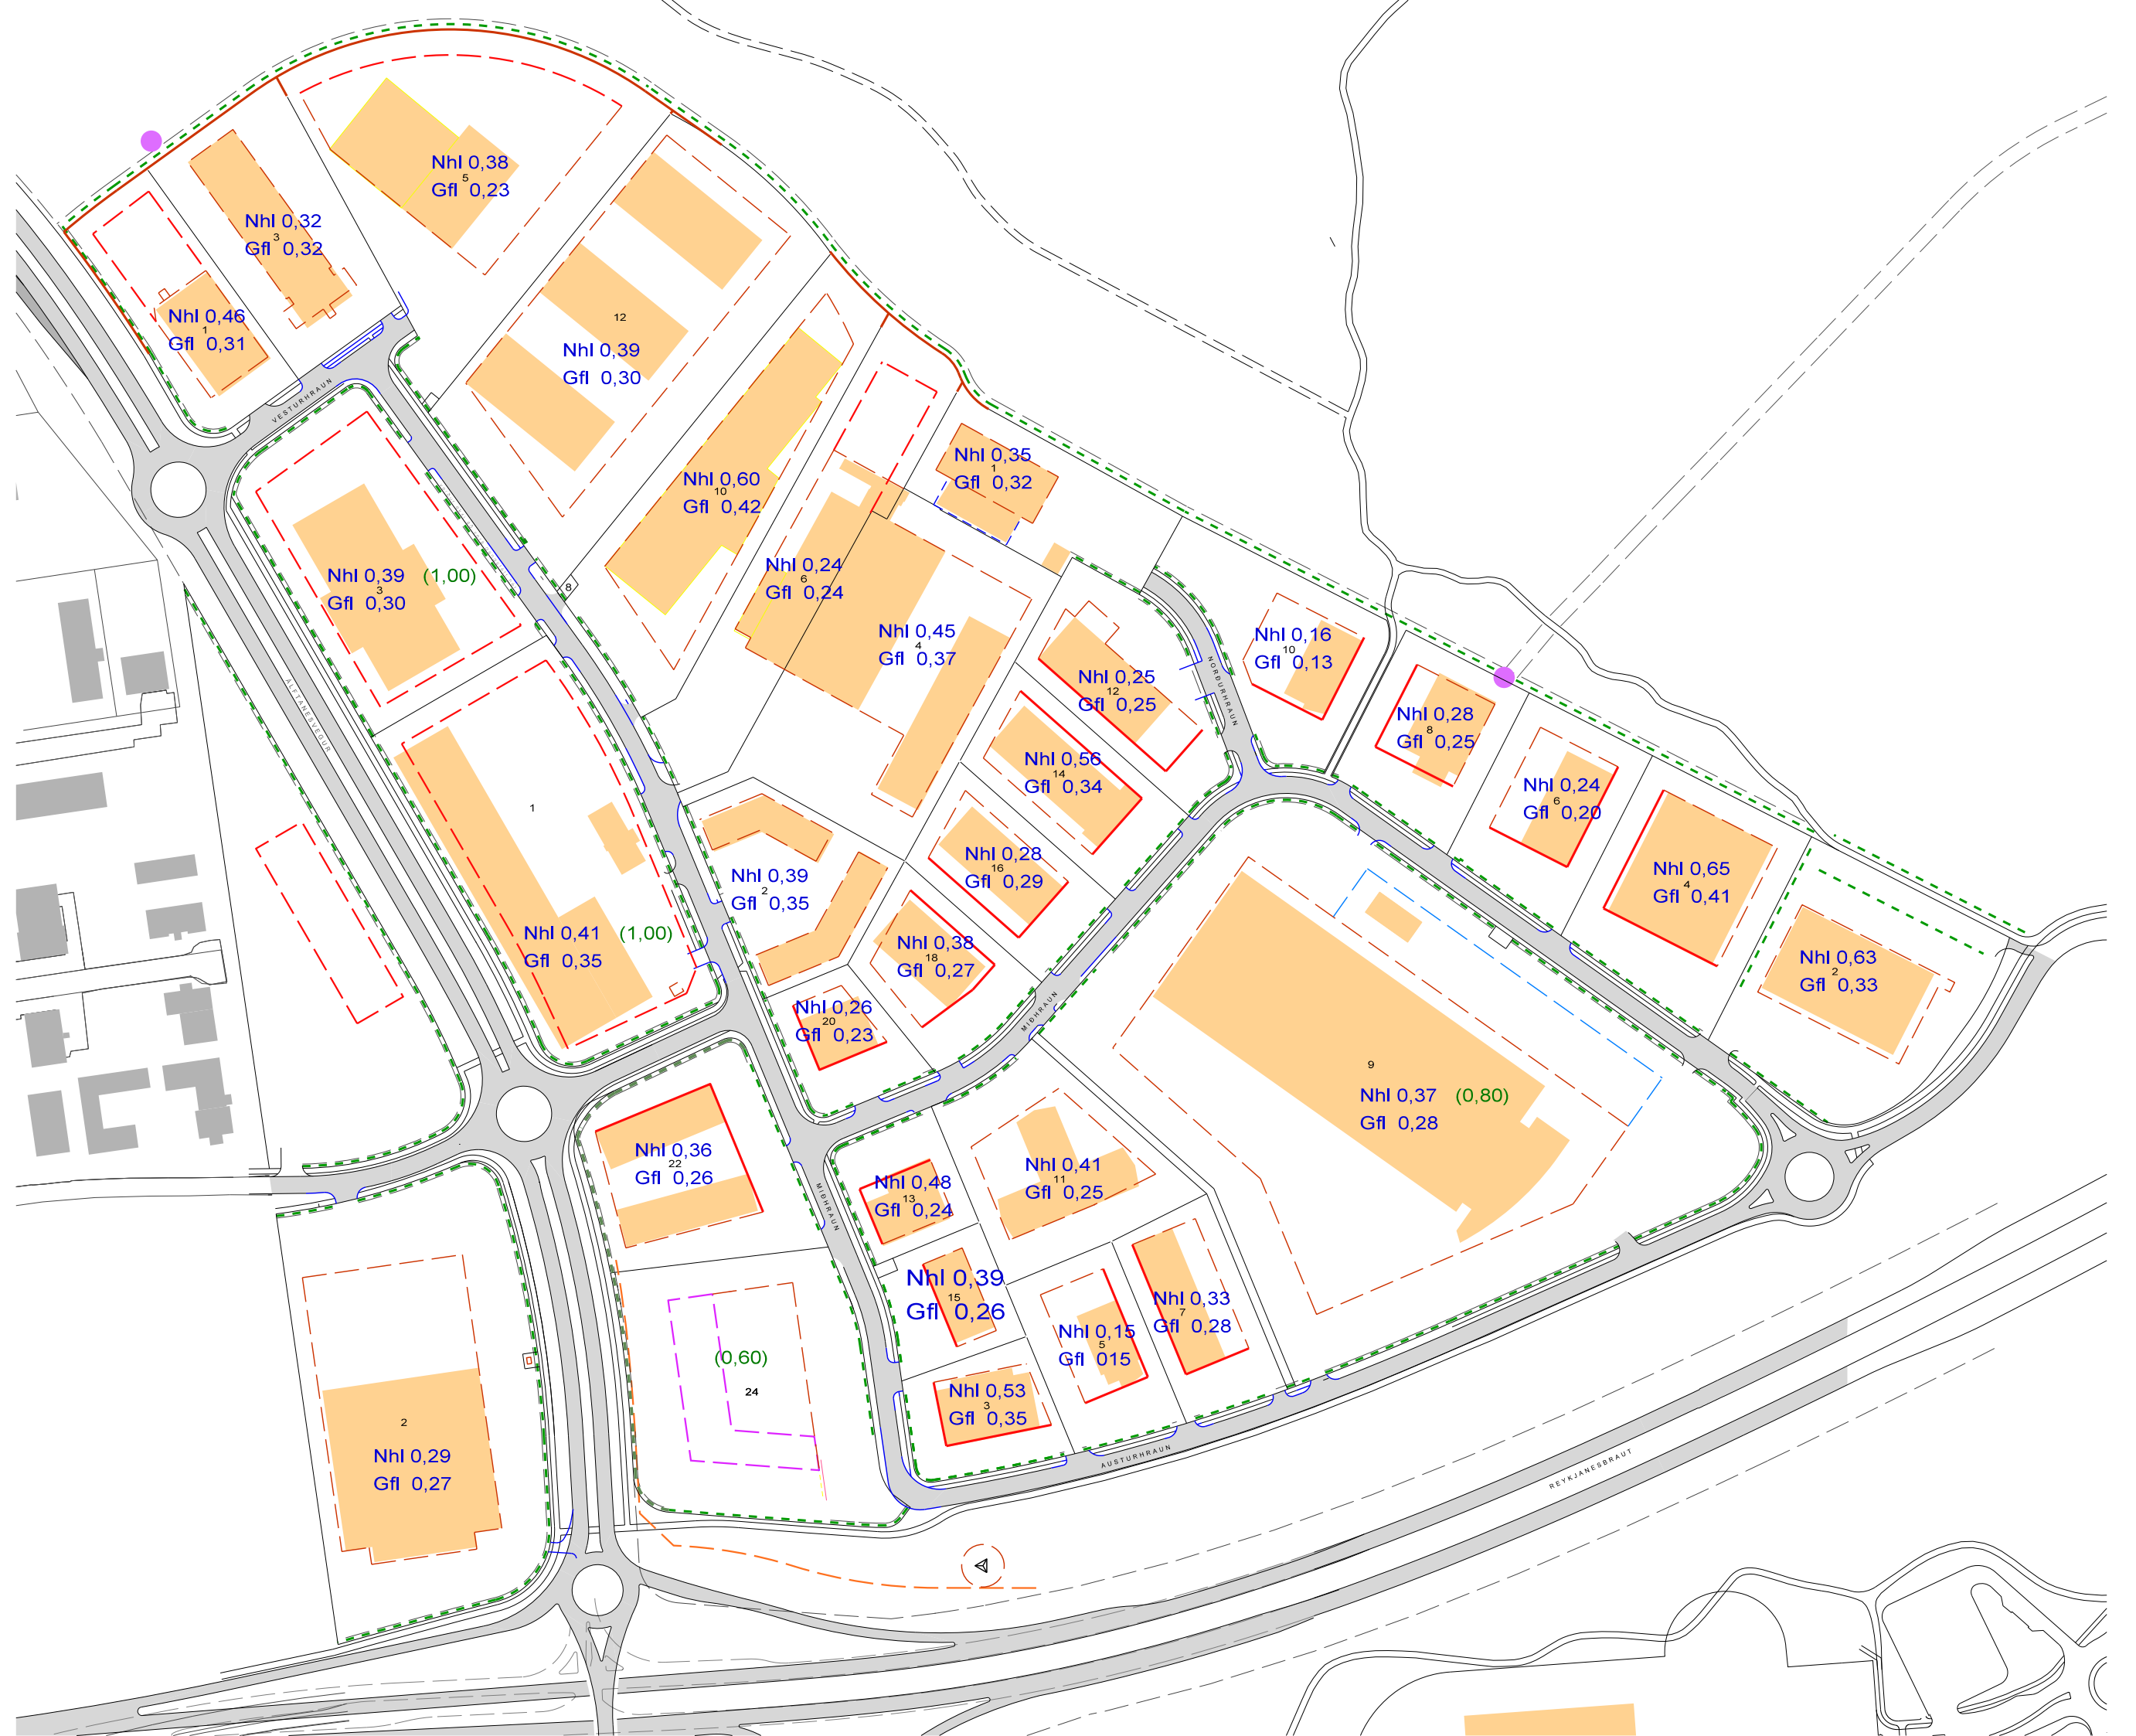 Nhl 0,38
5
Gfl 0,23
Nhl 0,32
3
Gfl 0,32
Nhl 0,46
1
Gfl 0,31
12
Nhl 0,39
Gfl 0,30
VESTURHRAUN
Nhl 0,60
10
Gfl 0,42
Nhl 0,35
1
Gfl 0,32
Nhl 0,39 (1,00)
3
Gfl 0,30
8
Nhl 0,24
6
Gfl 0,24
Nhl 0,45
4
Gfl 0,37
Nhl 0,16
10
Gfl 0,13
NORÐURHRAUN
Nhl 0,25
12
Gfl 0,25
Nhl 0,28
8
Gfl 0,25
ÁLFTANESVEGUR
Nhl 0,56
14
Gfl 0,34
Nhl 0,24
6
Gfl 0,20
1
Nhl 0,28
16
Gfl 0,29
Nhl 0,65
4
Gfl 0,41
Nhl 0,39
2
Gfl 0,35
Nhl 0,41 (1,00)
Gfl 0,35
Nhl 0,38
18
Gfl 0,27
Nhl 0,63
2
Gfl 0,33
Nhl 0,26
20
Gfl 0,23
MIÐHRAUN
9
Nhl 0,37 (0,80)
Gfl 0,28
Nhl 0,36
22
Gfl 0,26
Nhl 0,41
11
Gfl 0,25
Nhl 0,48
13
Gfl 0,24
MIÐHRAUN
Nhl 0,39
15
Gfl 0,26
Nhl 0,33
7
Gfl 0,28
Nhl 0,15
5
Gfl 015
(0,60)
24
Nhl 0,53
3
Gfl 0,35
2
Nhl 0,29
Gfl 0,27
AUSTURHRAUN
REYKJANESBRAUT